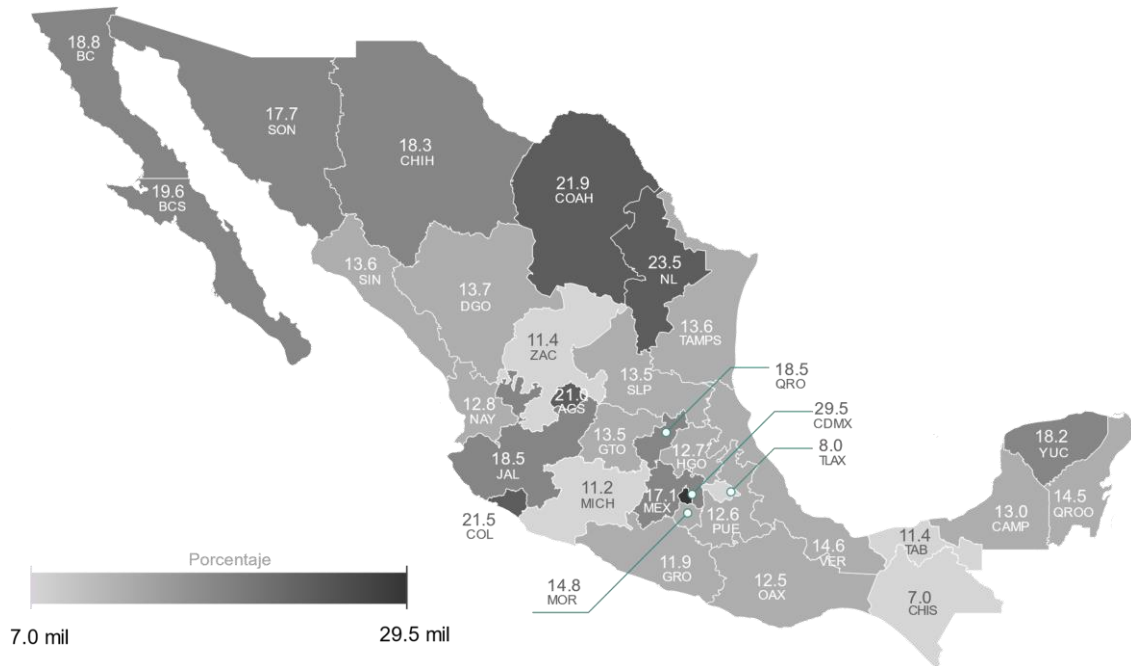 18.8
BC
17.7
SON
18.3
CHIH
21.9
COAH
19.6
BCS
23.5
NL
13.6
SIN
13.7
DGO
13.6
TAMPS
11.4
ZAC
18.5
QRO
13.5
SLP
21.0
AGS
12.8
NAY
29.5
CDMX
13.5
GTO
12.7
HGO
8.0
TLAX
18.2
YUC
18.5
JAL
11.2
MICH
17.1
MEX
14.5
QROO
12.6
PUE
13.0
CAMP
21.5
COL
14.6
VER
11.4
TAB
11.9
GRO
12.5
OAX
14.8
MOR
7.0
CHIS
Porcentaje
7.0 mil
29.5 mil